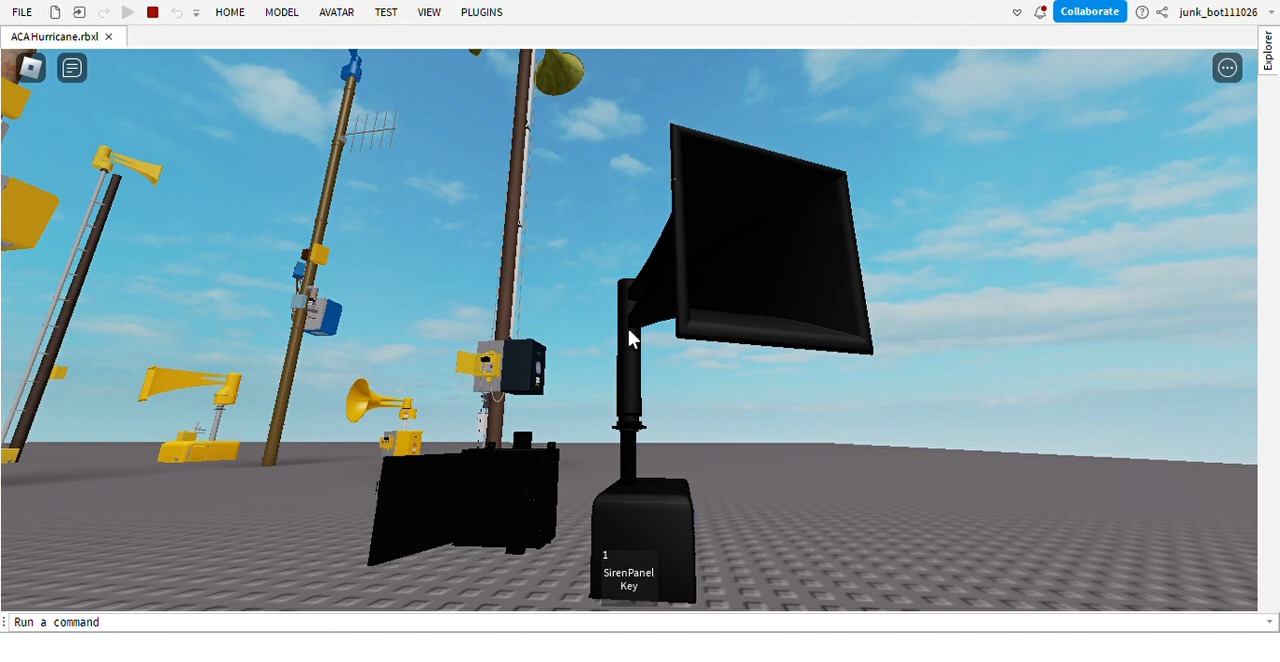 FILE HOME MODEL AVATAR TEST VIEW PLUGINS Collaborate junk_bot111026
ACAHurricane.rbxl
Explorer
1
SirenPanel
Key
Run a command